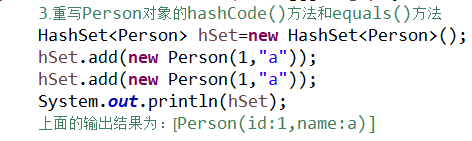 3.重写Person对象的hashCode()方法和equals()方法
HashSet<Person> hSet=new HashSet<Person>();
hSet.add(new Person(1,"a"));
hSet.add(new Person(1,"a"));
System.out.println(hSet);
上面的输出结果为：[Person(id:1,name:a)]